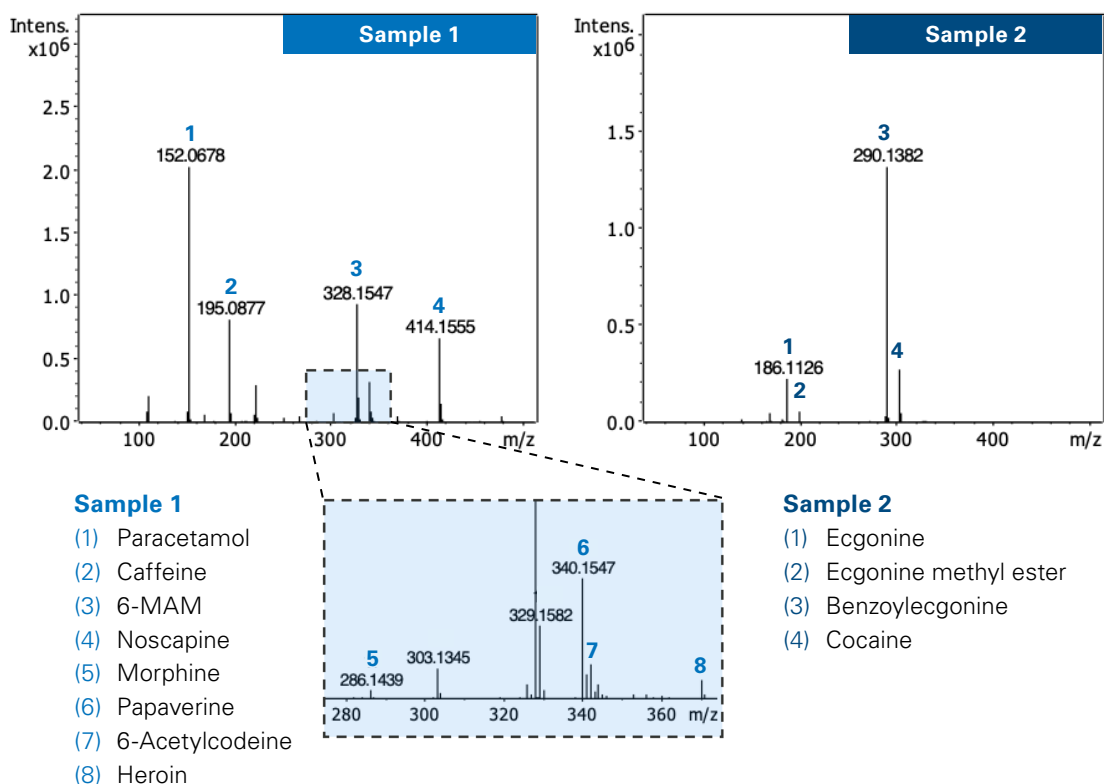 Intens.
x10⁶
Sample 1
2.5
2.0
1.5
1.0
0.5
0.0
1
152.0678
2
195.0877
3
328.1547
4
414.1555
100 200 300 400 m/z
Intens.
x10⁶
Sample 2
1.5
1.0
0.5
0.0
3
290.1382
1
186.1126
2
4
100 200 300 400 m/z
Sample 1
(1) Paracetamol
(2) Caffeine
(3) 6-MAM
(4) Noscapine
(5) Morphine
(6) Papaverine
(7) 6-Acetylcodeine
(8) Heroin
6
340.1547
329.1582
7
5
303.1345
286.1439
8
280 300 320 340 360 m/z
Sample 2
(1) Ecgonine
(2) Ecgonine methyl ester
(3) Benzoylecgonine
(4) Cocaine